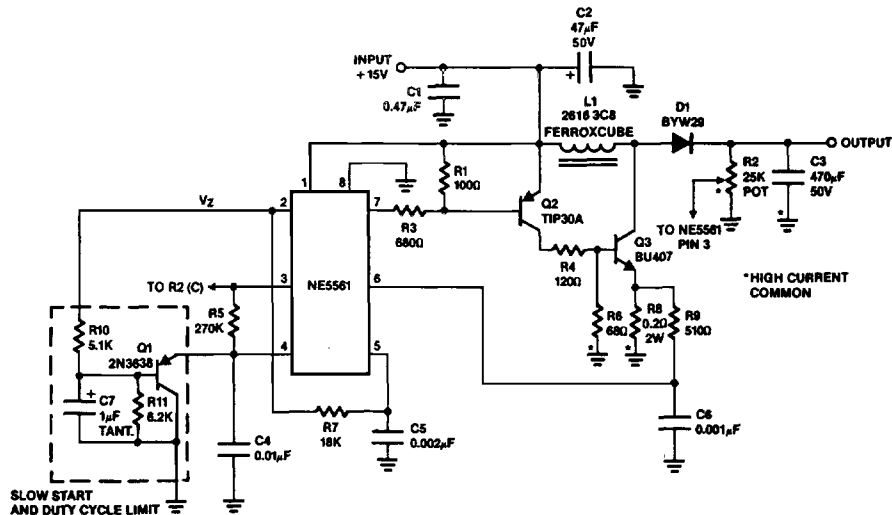 C2
47μF
50V
INPUT
+15V
+
C1
0.47μF
L1
2616 3C8
FERROXCUBE
D1
BYW29
OUTPUT
R2
25K
POT
*
C3
470μF
50V
*
TO NE5561
PIN 3
1
8
R1
100Ω
VZ
2
7
R3
680Ω
Q2
TIP30A
Q3
BU407
R4
120Ω
*HIGH CURRENT
COMMON
TO R2 (C)
3
NE5561
6
R5
270K
R6
68Ω
*
R8
0.2Ω
2W
*
R9
510Ω
R10
5.1K
Q1
2N3638
4
5
+
C7
1μF
TANT.
R11
8.2K
R7
18K
C4
0.01μF
C5
0.002μF
C6
0.001μF
SLOW START
AND DUTY CYCLE LIMIT